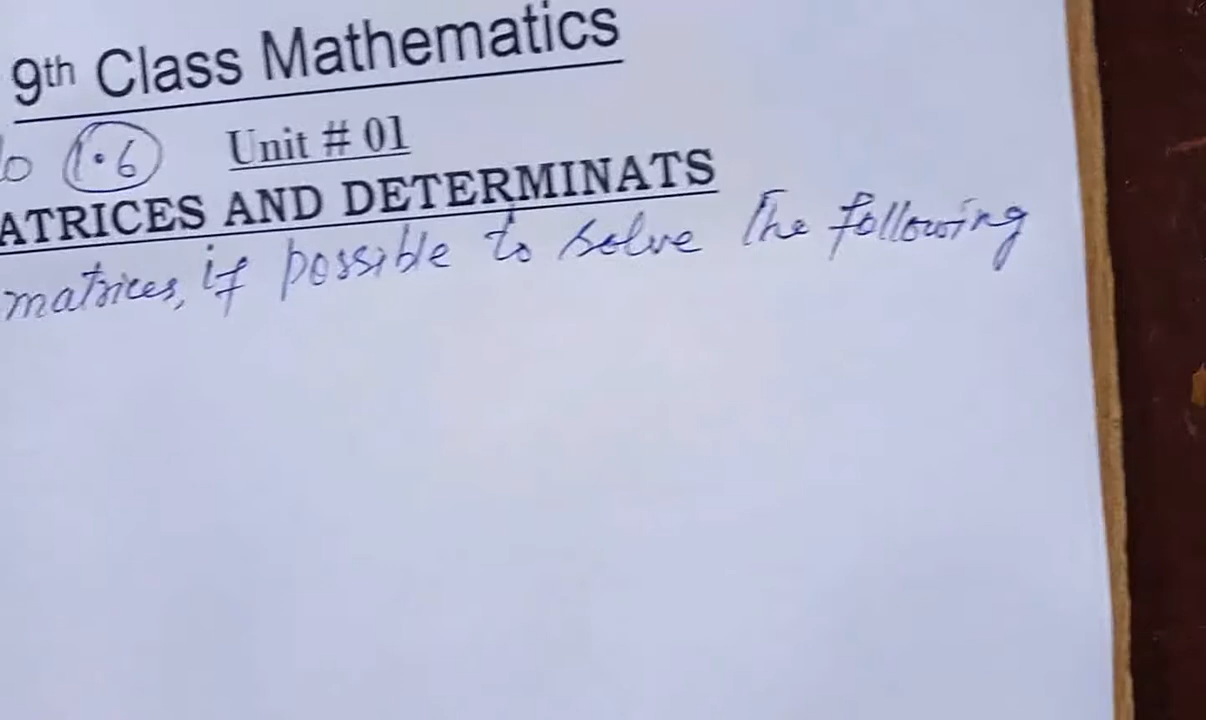 9th Class Mathematics
1.6 Unit # 01
ATRICES AND DETERMINATS
matrices, if possible to solve the following